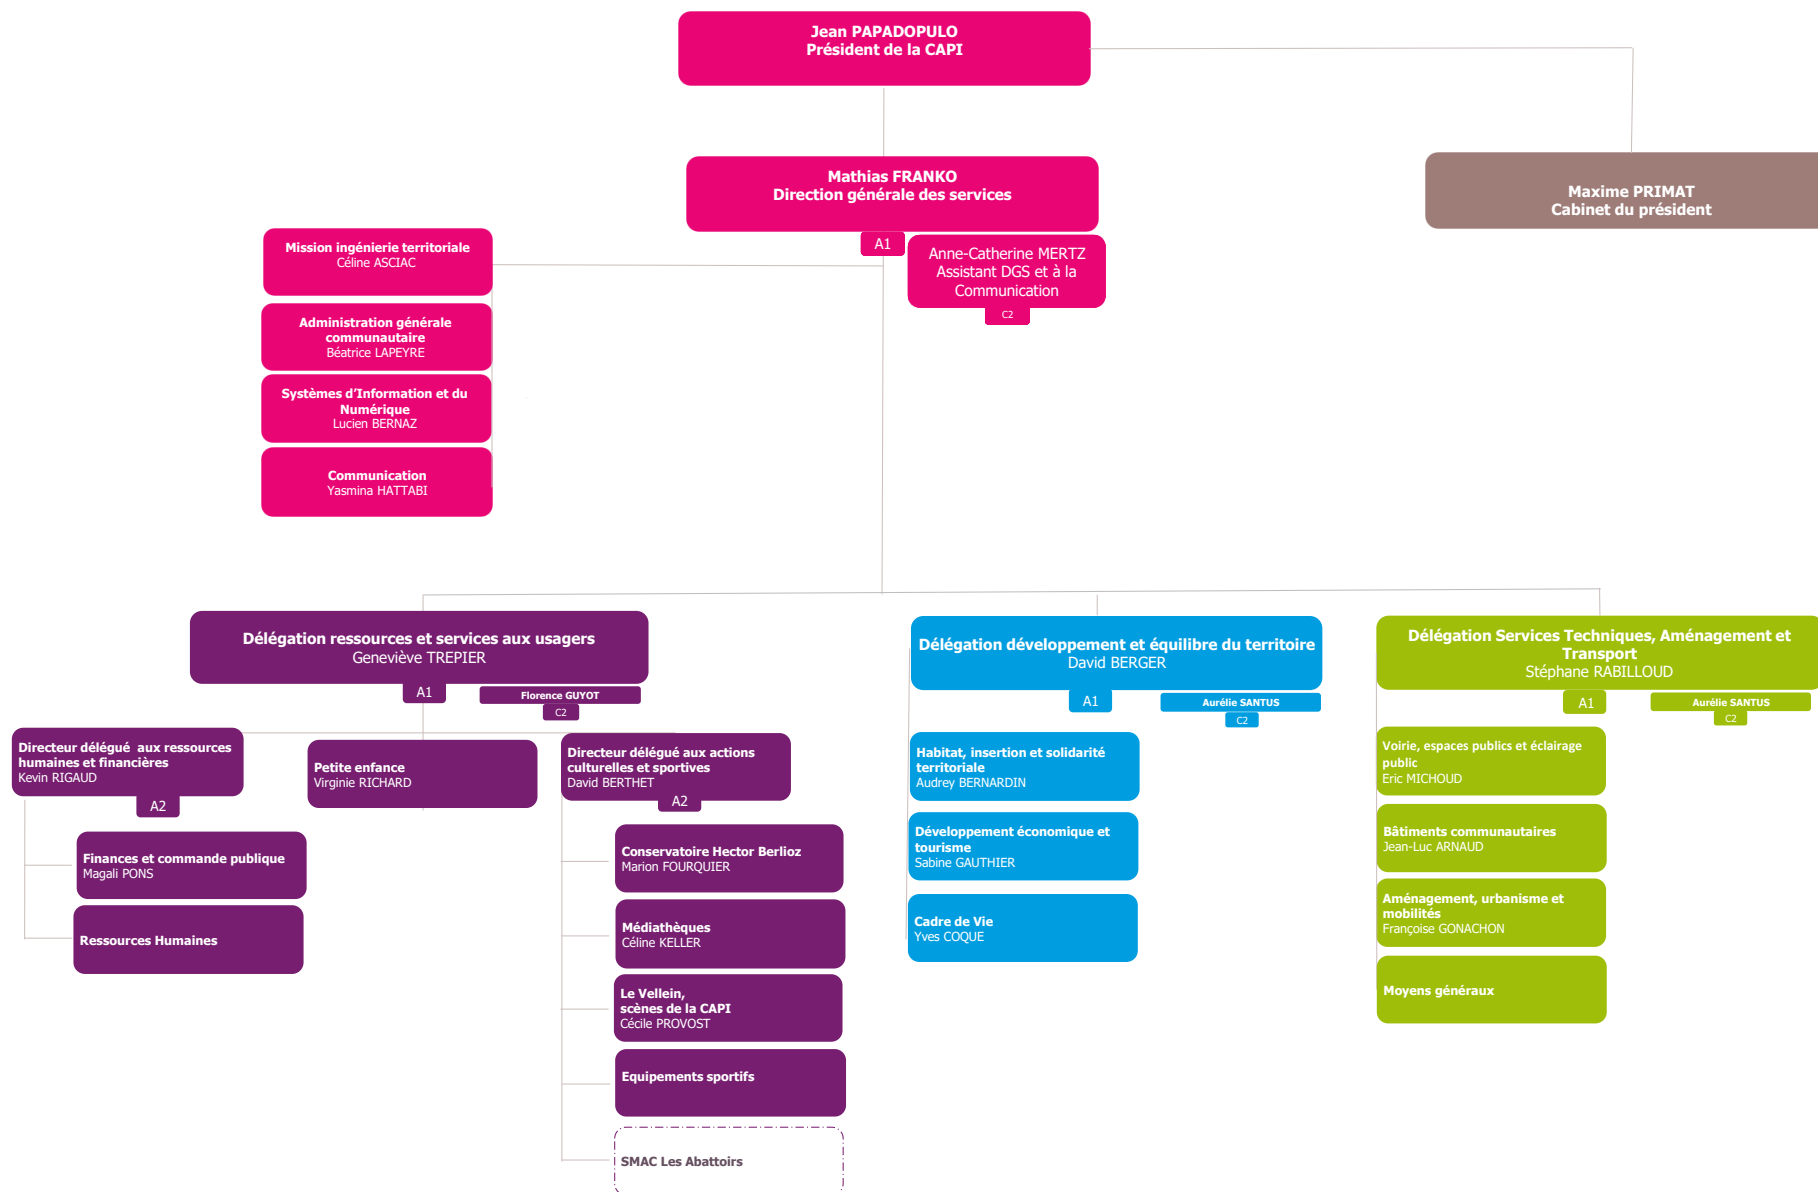 Jean PAPADOPULO
Président de la CAPI
Mathias FRANKO
Direction générale des services
A1
Maxime PRIMAT
Cabinet du président
Anne-Catherine MERTZ
Assistant DGS et à la
Communication
C2
Mission ingénierie territoriale
Céline ASCIAC
Administration générale
communautaire
Béatrice LAPEYRE
Systèmes d'Information et du
Numérique
Lucien BERNAZ
Communication
Yasmina HATTABI
Délégation ressources et services aux usagers
Geneviève TREPIER
A1
Florence GUYOT
C2
Directeur délégué aux ressources
humaines et financières
Kevin RIGAUD
A2
Finances et commande publique
Magali PONS
Ressources Humaines
Petite enfance
Virginie RICHARD
Directeur délégué aux actions
culturelles et sportives
David BERTHET
A2
Conservatoire Hector Berlioz
Marion FOURQUIER
Médiathèques
Céline KELLER
Le Vellein,
scènes de la CAPI
Cécile PROVOST
Equipements sportifs
SMAC Les Abattoirs
Délégation développement et équilibre du territoire
David BERGER
A1
Aurélie SANTUS
C2
Habitat, insertion et solidarité
territoriale
Audrey BERNARDIN
Développement économique et
tourisme
Sabine GAUTHIER
Cadre de Vie
Yves COQUE
Délégation Services Techniques, Aménagement et
Transport
Stéphane RABILLOUD
A1
Aurélie SANTUS
C2
Voirie, espaces publics et éclairage
public
Eric MICHOUD
Bâtiments communautaires
Jean-Luc ARNAUD
Aménagement, urbanisme et
mobilités
Françoise GONACHON
Moyens généraux